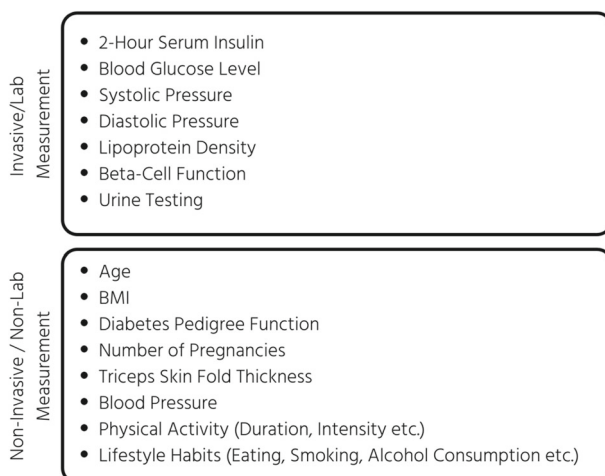 Invasive/Lab
Measurement
• 2-Hour Serum Insulin
• Blood Glucose Level
• Systolic Pressure
• Diastolic Pressure
• Lipoprotein Density
• Beta-Cell Function
• Urine Testing
Non-Invasive / Non-Lab
Measurement
• Age
• BMI
• Diabetes Pedigree Function
• Number of Pregnancies
• Triceps Skin Fold Thickness
• Blood Pressure
• Physical Activity (Duration, Intensity etc.)
• Lifestyle Habits (Eating, Smoking, Alcohol Consumption etc.)